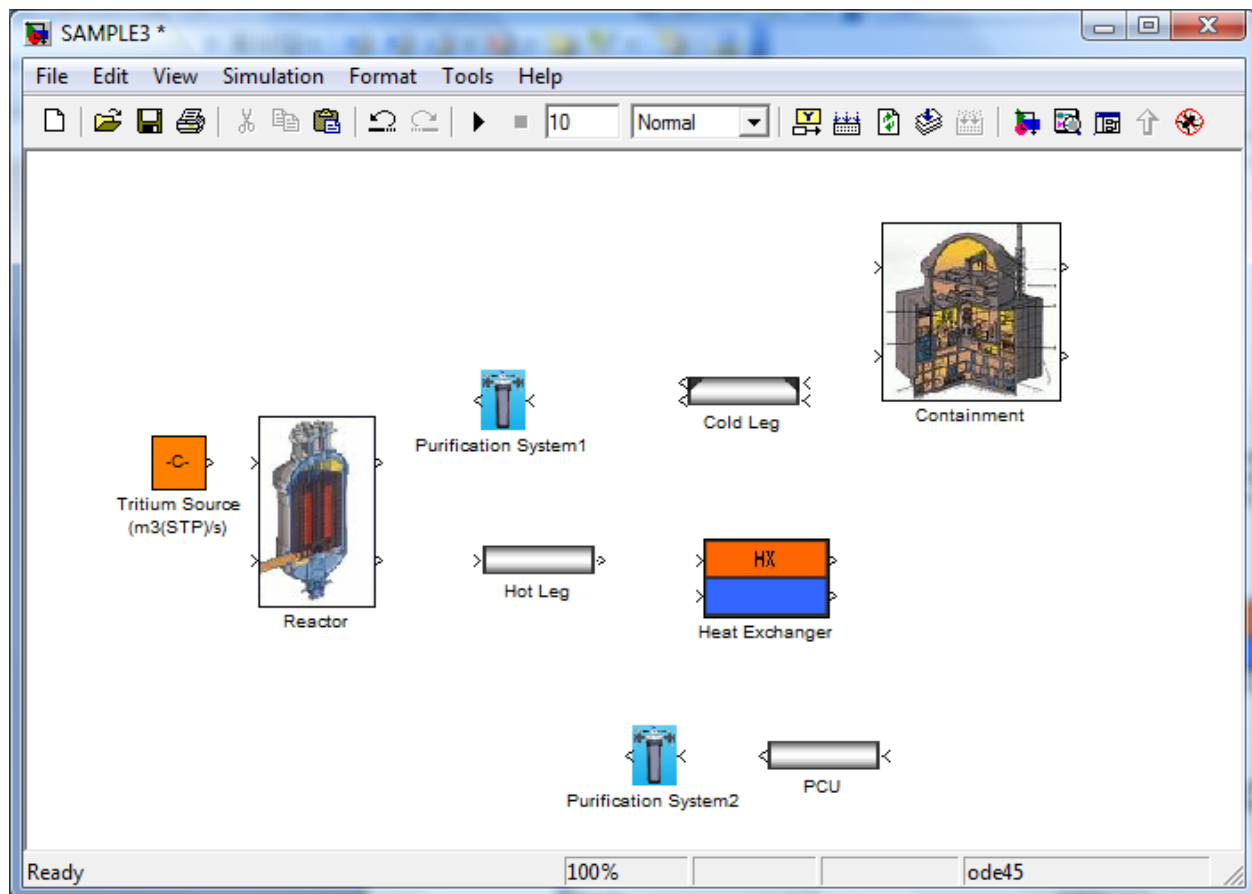 SAMPLE3 *
File Edit View Simulation Format Tools Help
10 Normal
Containment
Cold Leg
Purification System1
-C-
Tritium Source
(m3(STP)/s)
Reactor
Hot Leg
HX
Heat Exchanger
Purification System2
PCU
Ready 100% ode45